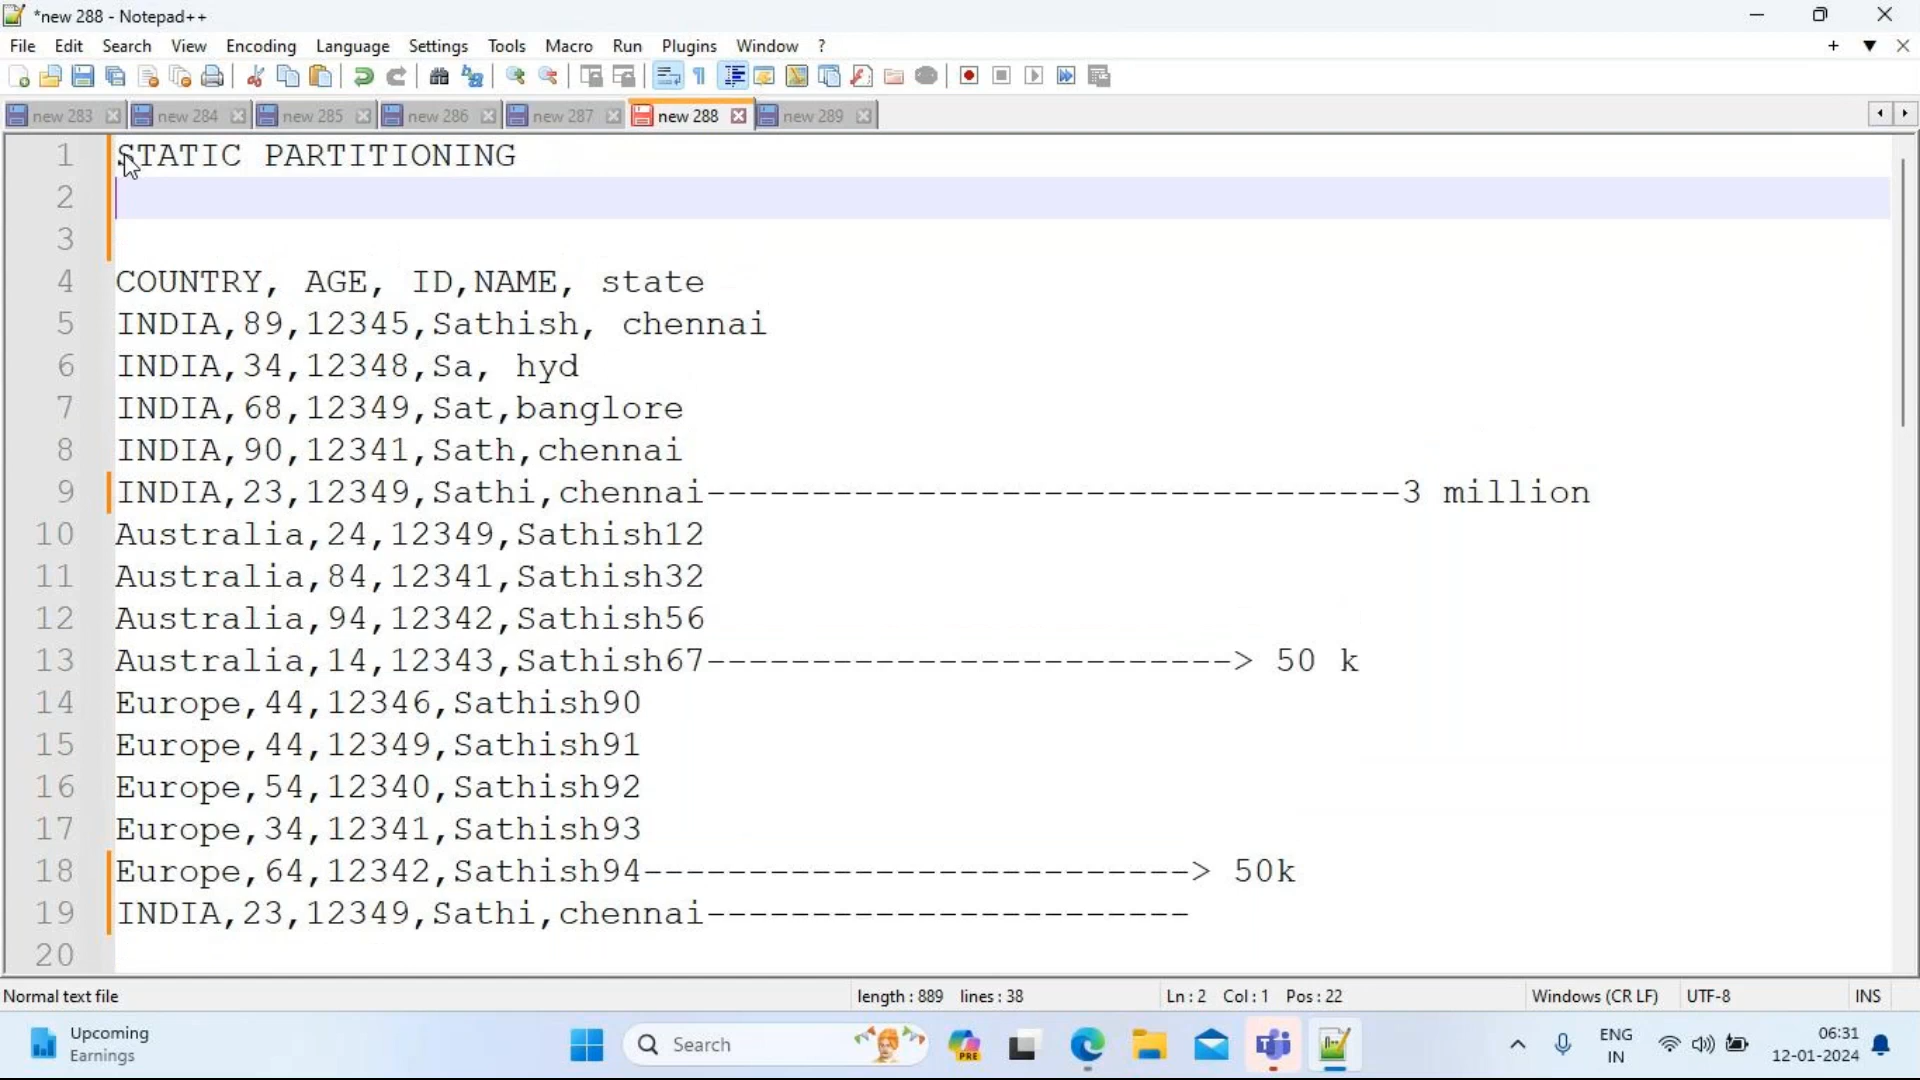 *new 288 - Notepad++
File Edit Search View Encoding Language Settings Tools Macro Run Plugins Window ?
new 283 new 284 new 285 new 286 new 287 new 288 new 289
1 STATIC PARTITIONING
2
3
4 COUNTRY, AGE, ID,NAME, state
5 INDIA,89,12345,Sathish, chennai
6 INDIA,34,12348,Sa, hyd
7 INDIA,68,12349,Sat,banglore
8 INDIA,90,12341,Sath,chennai
9 INDIA,23,12349,Sathi,chennai---------------------------------3 million
10 Australia,24,12349,Sathish12
11 Australia,84,12341,Sathish32
12 Australia,94,12342,Sathish56
13 Australia,14,12343,Sathish67-------------------------> 50 k
14 Europe,44,12346,Sathish90
15 Europe,44,12349,Sathish91
16 Europe,54,12340,Sathish92
17 Europe,34,12341,Sathish93
18 Europe,64,12342,Sathish94--------------------------> 50k
19 INDIA,23,12349,Sathi,chennai-----------------------
20
Normal text file length : 889 lines : 38 Ln : 2 Col : 1 Pos : 22 Windows (CR LF) UTF-8 INS
Upcoming
Earnings
Search
PRE
ENG
IN
06:31
12-01-2024